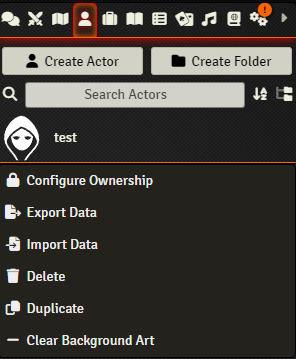 !
Create Actor
Create Folder
Search Actors
test
Configure Ownership
Export Data
Import Data
Delete
Duplicate
Clear Background Art